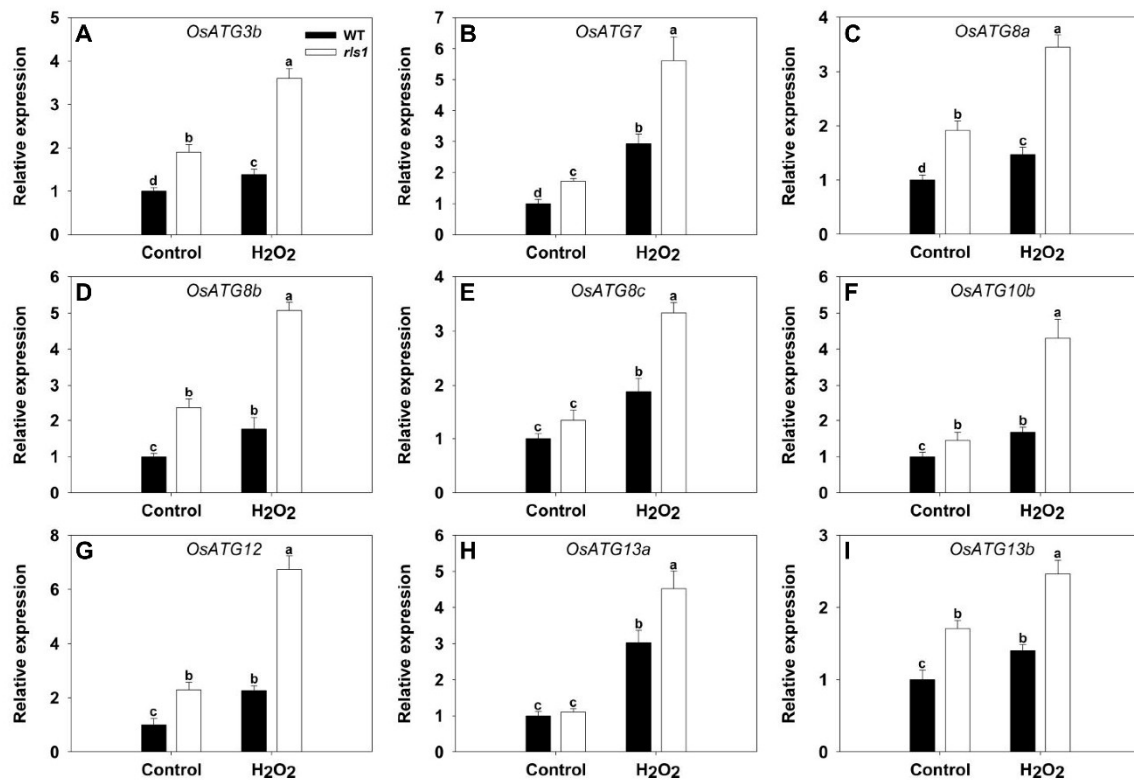 A
OsATG3b
WT
rls1
Relative expression
5
4
3
2
1
0
d
b
c
a
Control
H2O2
B
OsATG7
Relative expression
7
6
5
4
3
2
1
0
d
c
b
a
Control
H2O2
C
OsATG8a
Relative expression
4
3
2
1
0
d
b
c
a
Control
H2O2
D
OsATG8b
Relative expression
6
5
4
3
2
1
0
c
b
b
a
Control
H2O2
E
OsATG8c
Relative expression
4
3
2
1
0
c
c
b
a
Control
H2O2
F
OsATG10b
Relative expression
6
5
4
3
2
1
0
c
b
b
a
Control
H2O2
G
OsATG12
Relative expression
8
6
4
2
0
c
b
b
a
Control
H2O2
H
OsATG13a
Relative expression
6
5
4
3
2
1
0
c
c
b
a
Control
H2O2
I
OsATG13b
Relative expression
3
2
1
0
c
b
b
a
Control
H2O2